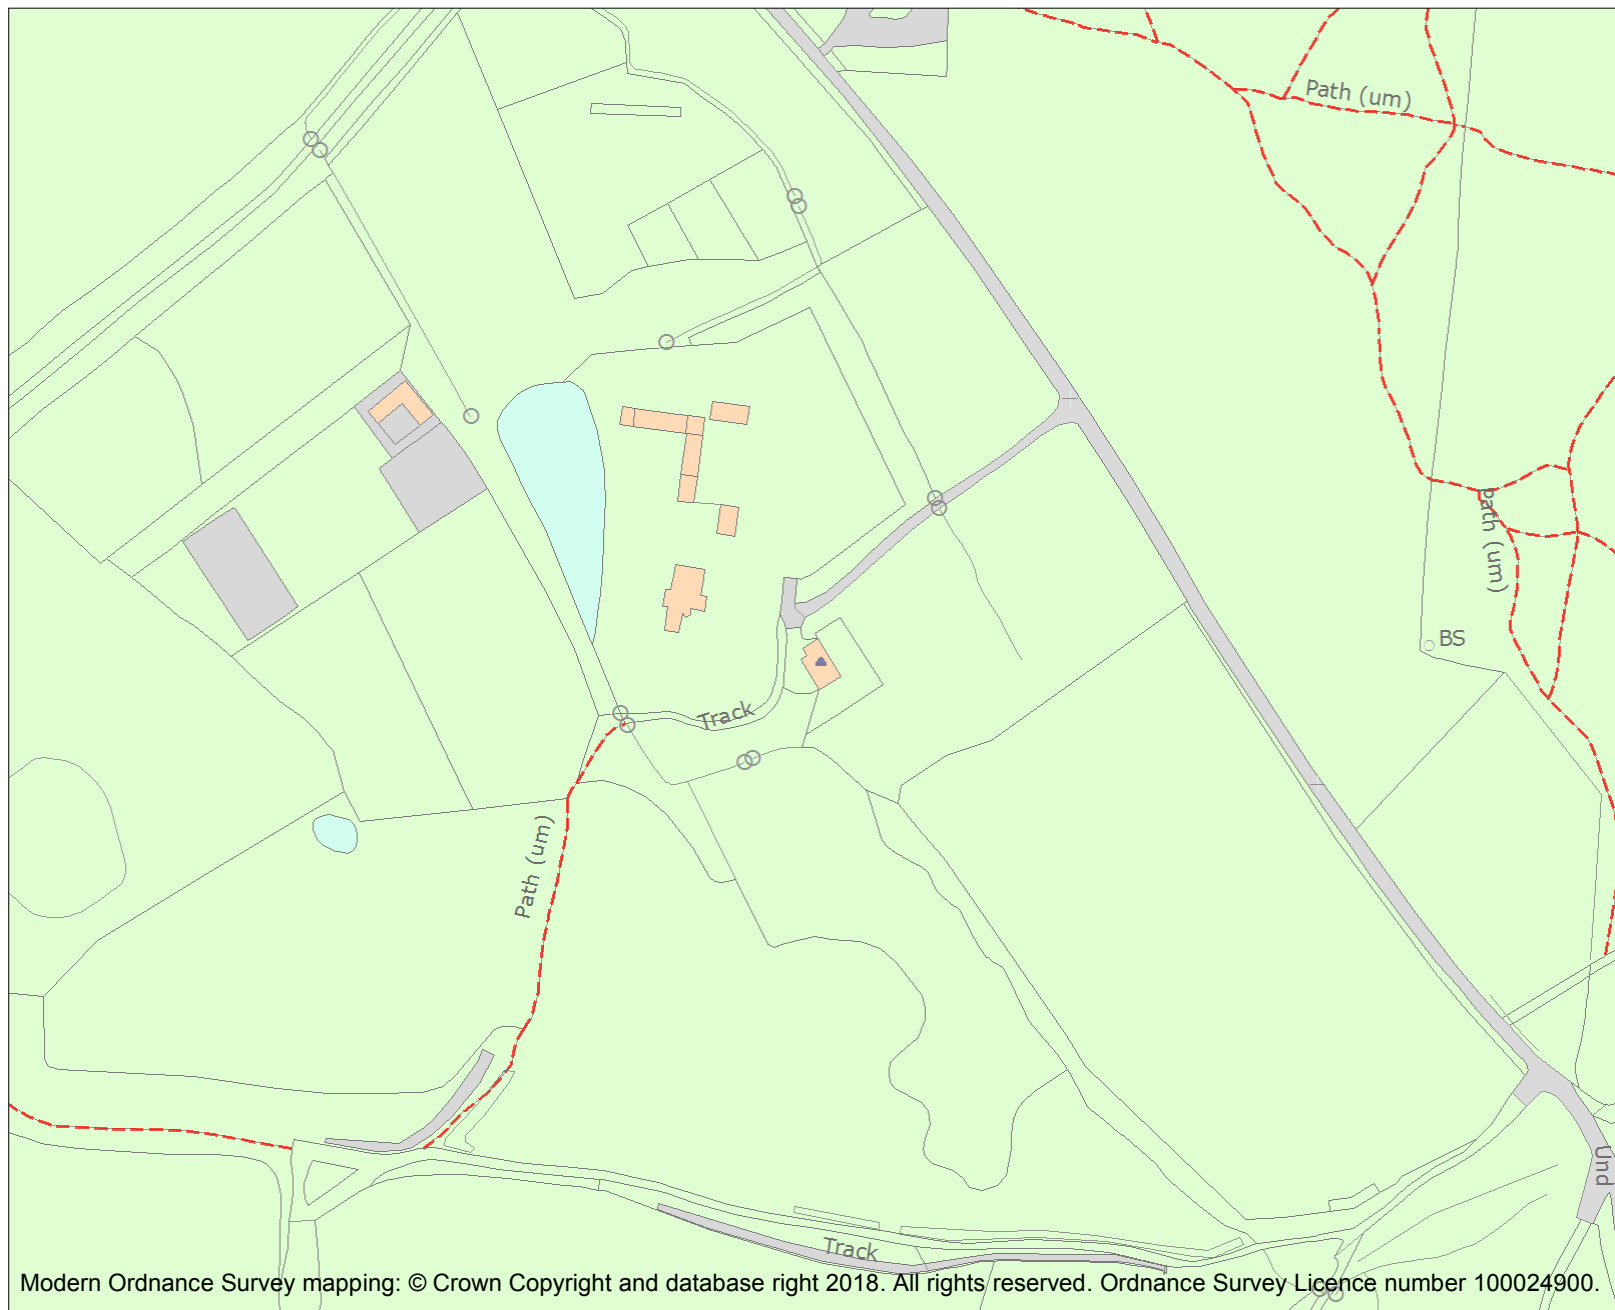 Path (um)
Path (um)
BS
Track
Path (um)
Und
Track
Modern Ordnance Survey mapping: © Crown Copyright and database right 2018. All rights reserved. Ordnance Survey Licence number 100024900.